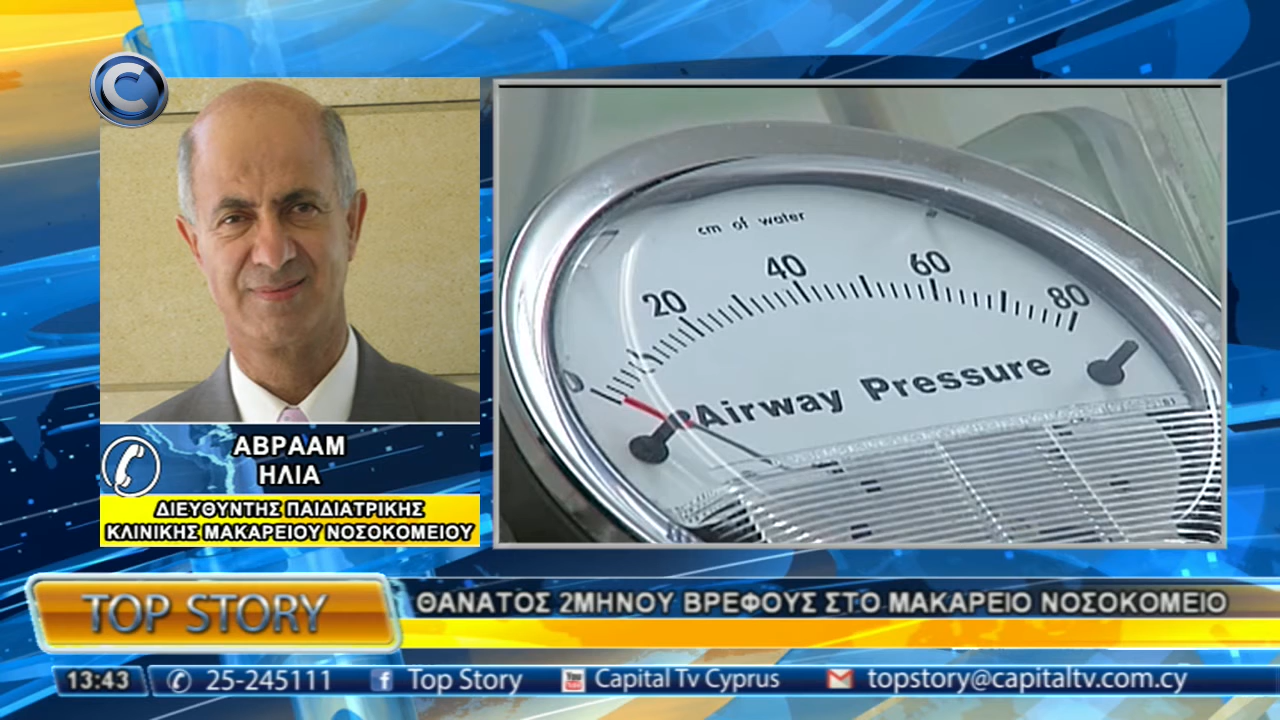 C
cm of water
0 20 40 60 80
Airway Pressure
ΑΒΡΑΑΜ
ΗΛΙΑ
ΔΙΕΥΘΥΝΤΗΣ ΠΑΙΔΙΑΤΡΙΚΗΣ
ΚΛΙΝΙΚΗΣ ΜΑΚΑΡΕΙΟΥ ΝΟΣΟΚΟΜΕΙΟΥ
TOP STORY
ΘΑΝΑΤΟΣ 2ΜΗΝΟΥ ΒΡΕΦΟΥΣ ΣΤΟ ΜΑΚΑΡΕΙΟ ΝΟΣΟΚΟΜΕΙΟ
13:43 25-245111 f Top Story You Tube Capital Tv Cyprus topstory@capitaltv.com.cy